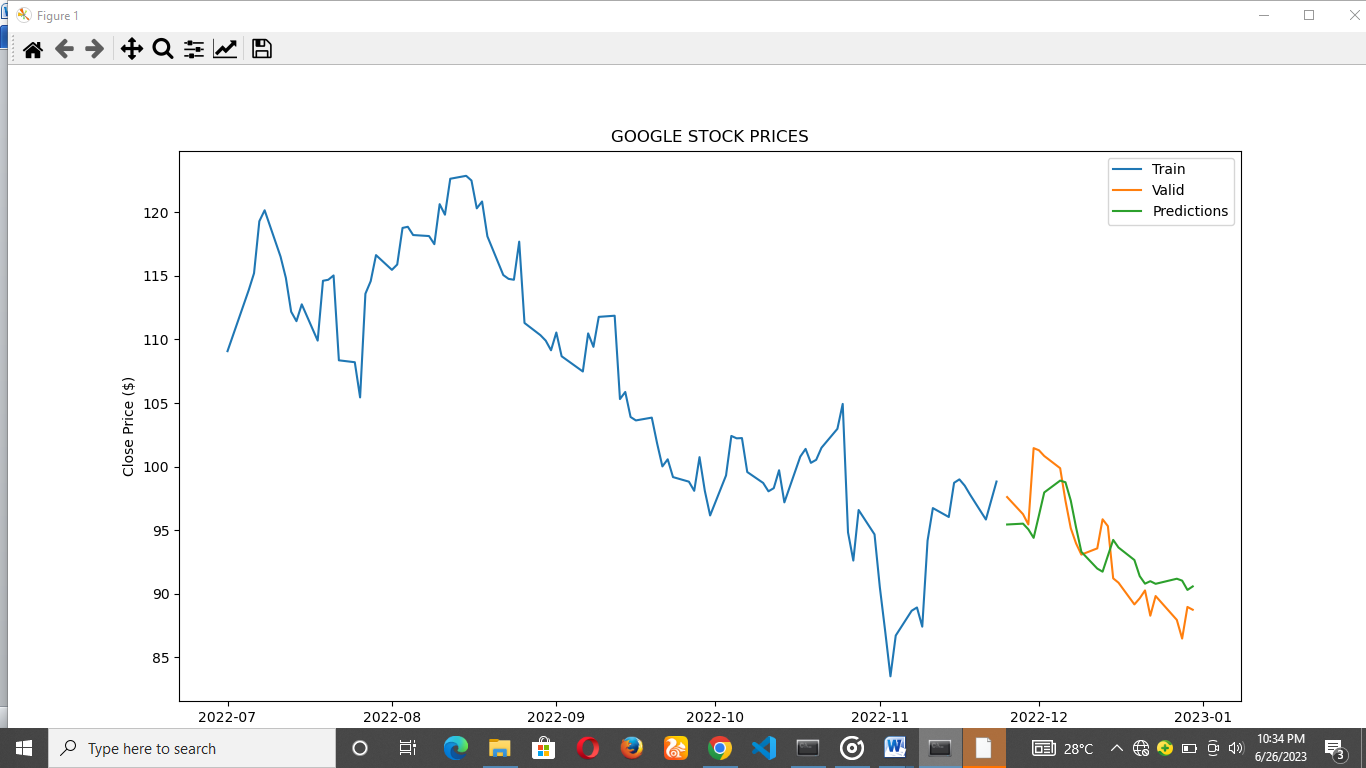 Figure 1
GOOGLE STOCK PRICES
Train
Valid
Predictions
120
115
110
105
100
95
90
85
Close Price ($)
2022-07 2022-08 2022-09 2022-10 2022-11 2022-12 2023-01
Type here to search
28°C
10:34 PM
6/26/2023
3